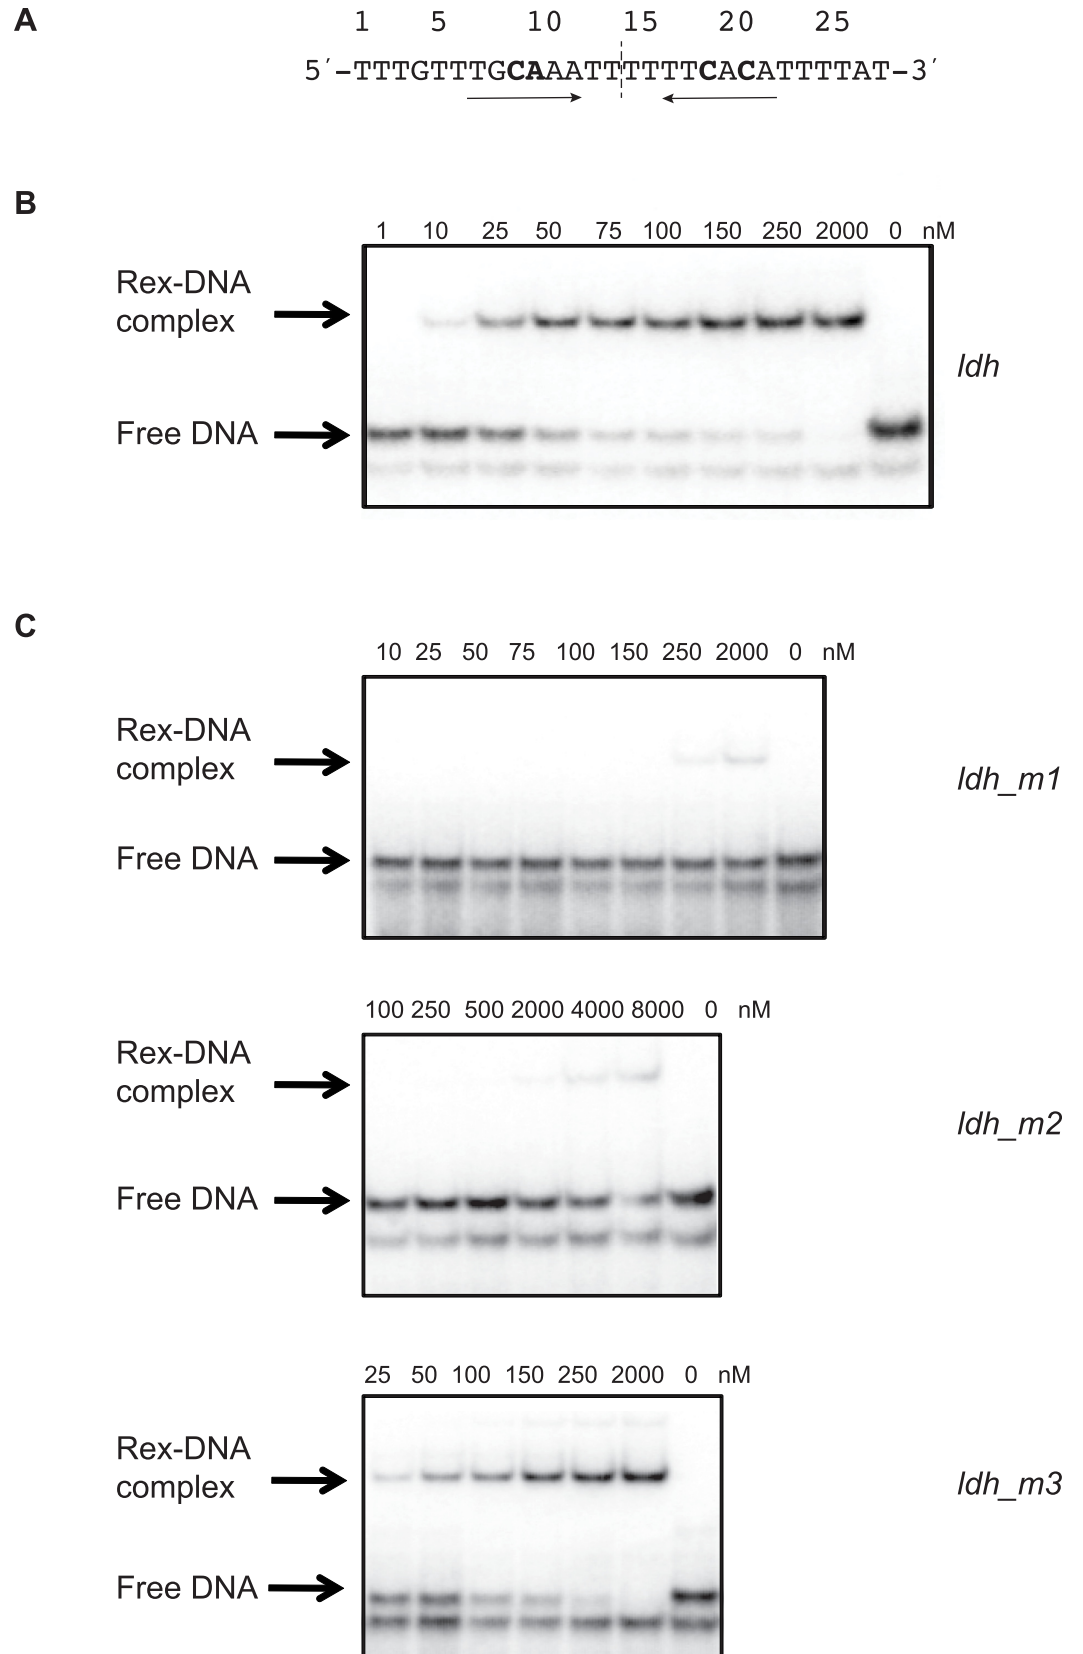 A
1 5 10 15 20 25
5′–TTTGTTTGCAAATTTTTTCACATTTTAT–3′
B
1 10 25 50 75 100 150 250 2000 0 nM
Rex-DNA
complex
ldh
Free DNA
C
10 25 50 75 100 150 250 2000 0 nM
Rex-DNA
complex
ldh_m1
Free DNA
100 250 500 2000 4000 8000 0 nM
Rex-DNA
complex
ldh_m2
Free DNA
25 50 100 150 250 2000 0 nM
Rex-DNA
complex
ldh_m3
Free DNA